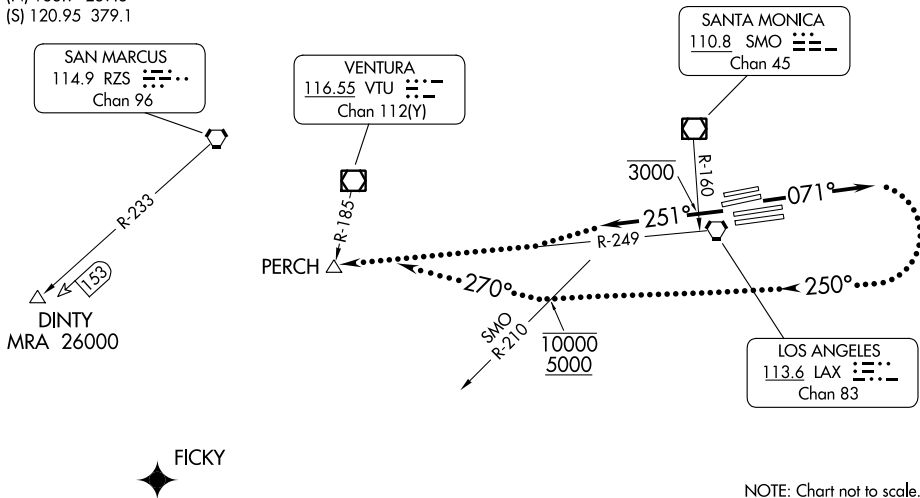 (S) 120.95 379.1
SAN MARCUS
114.9 RZS
Chan 96
VENTURA
116.55 VTU
Chan 112(Y)
SANTA MONICA
110.8 SMO
Chan 45
R-233
R-185
3000
R-160
251°
071°
R-249
PERCH
270°
250°
153
DINTY
MRA 26000
SMO
R-210
10000
5000
LOS ANGELES
113.6 LAX
Chan 83
FICKY
NOTE: Chart not to scale.